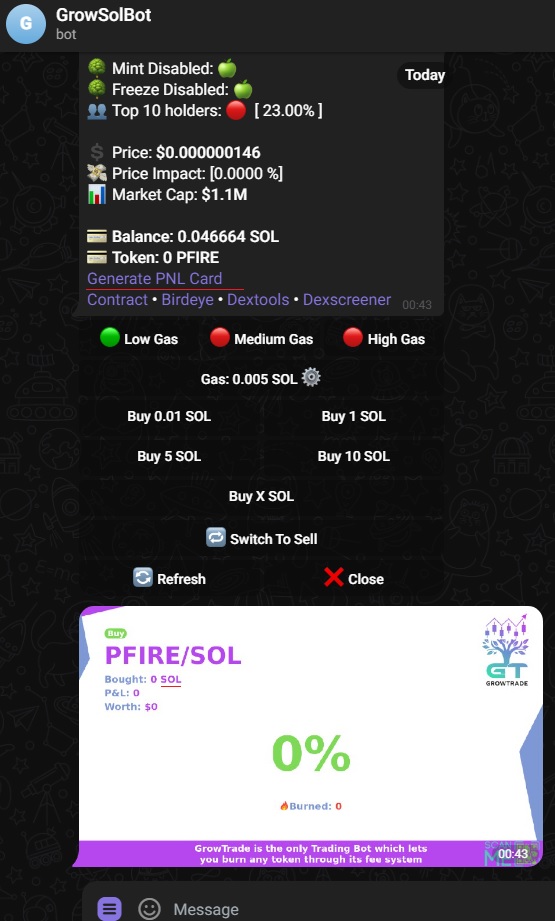 GrowSolBot
G
bot
Today
Mint Disabled: 🍏
Freeze Disabled: 🍏
Top 10 holders: 🔴 [ 23.00% ]
Price: $0.000000146
Price Impact: [0.0000 %]
Market Cap: $1.1M
Balance: 0.046664 SOL
Token: 0 PFIRE
Generate PNL Card
Contract • Birdeye • Dextools • Dexscreener 00:43
Low Gas Medium Gas High Gas
Gas: 0.005 SOL
Buy 0.01 SOL Buy 1 SOL
Buy 5 SOL Buy 10 SOL
Buy X SOL
Switch To Sell
Refresh Close
Buy
PFIRE/SOL
GT
GROWTRADE
Bought: 0 SOL
P&L: 0
Worth: $0
0%
Burned: 0
GrowTrade is the only Trading Bot which lets
you burn any token through its fee system
00:43
Message